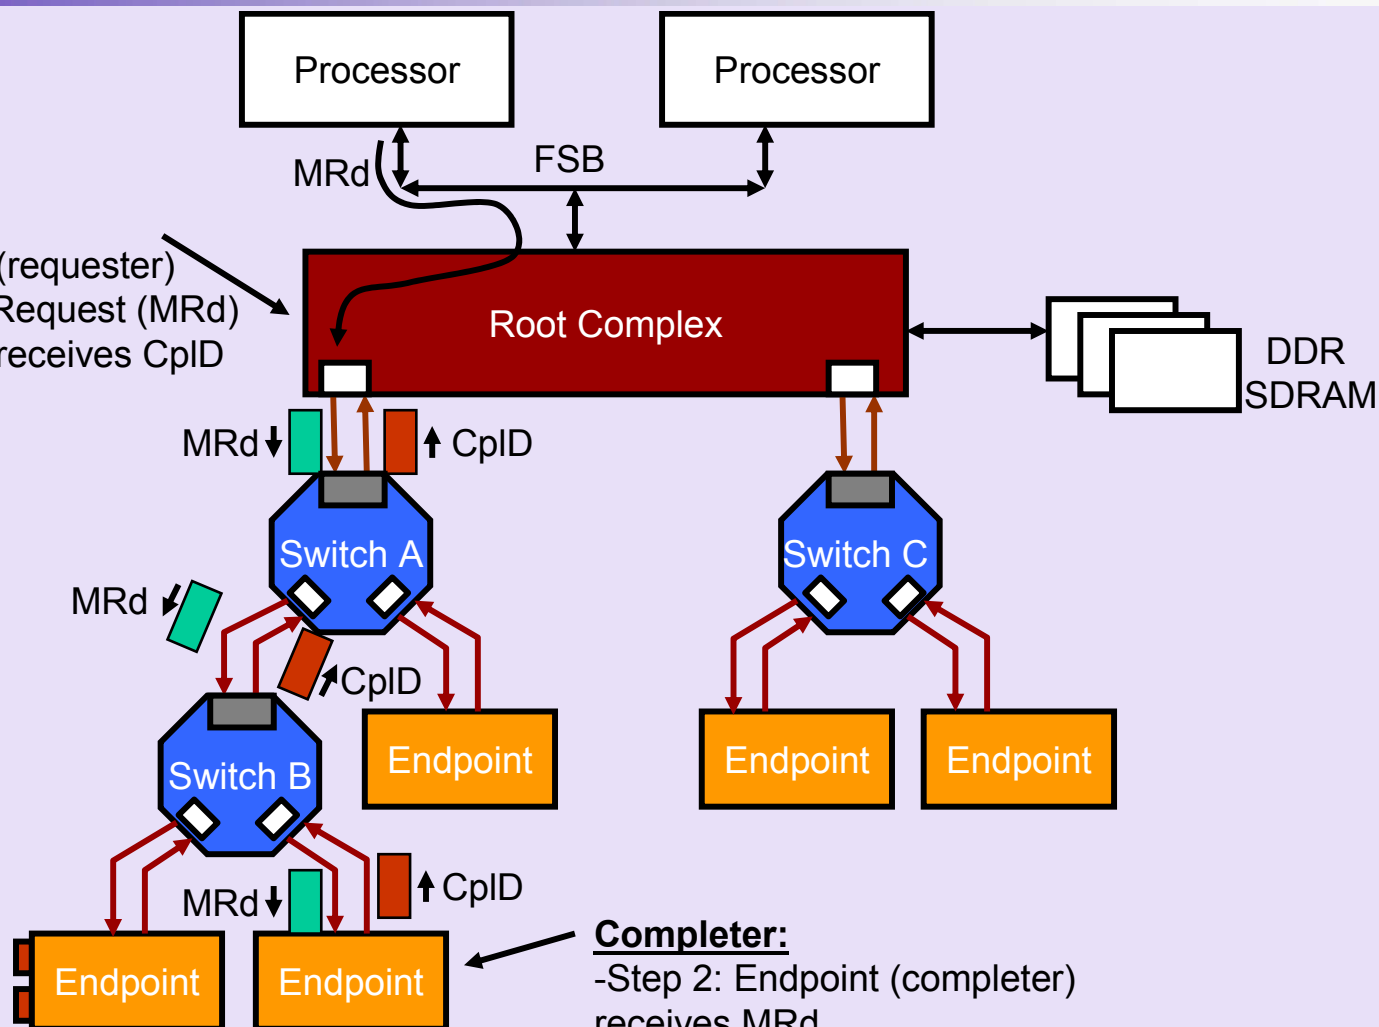 Processor
Processor
MRd
FSB
(requester)
Request (MRd)
receives CplD
Root Complex
DDR
SDRAM
MRd
CplD
Switch A
Switch C
MRd
CplD
Switch B
Endpoint
Endpoint
Endpoint
MRd
CplD
Endpoint
Endpoint
Completer:
-Step 2: Endpoint (completer)
receives MRd